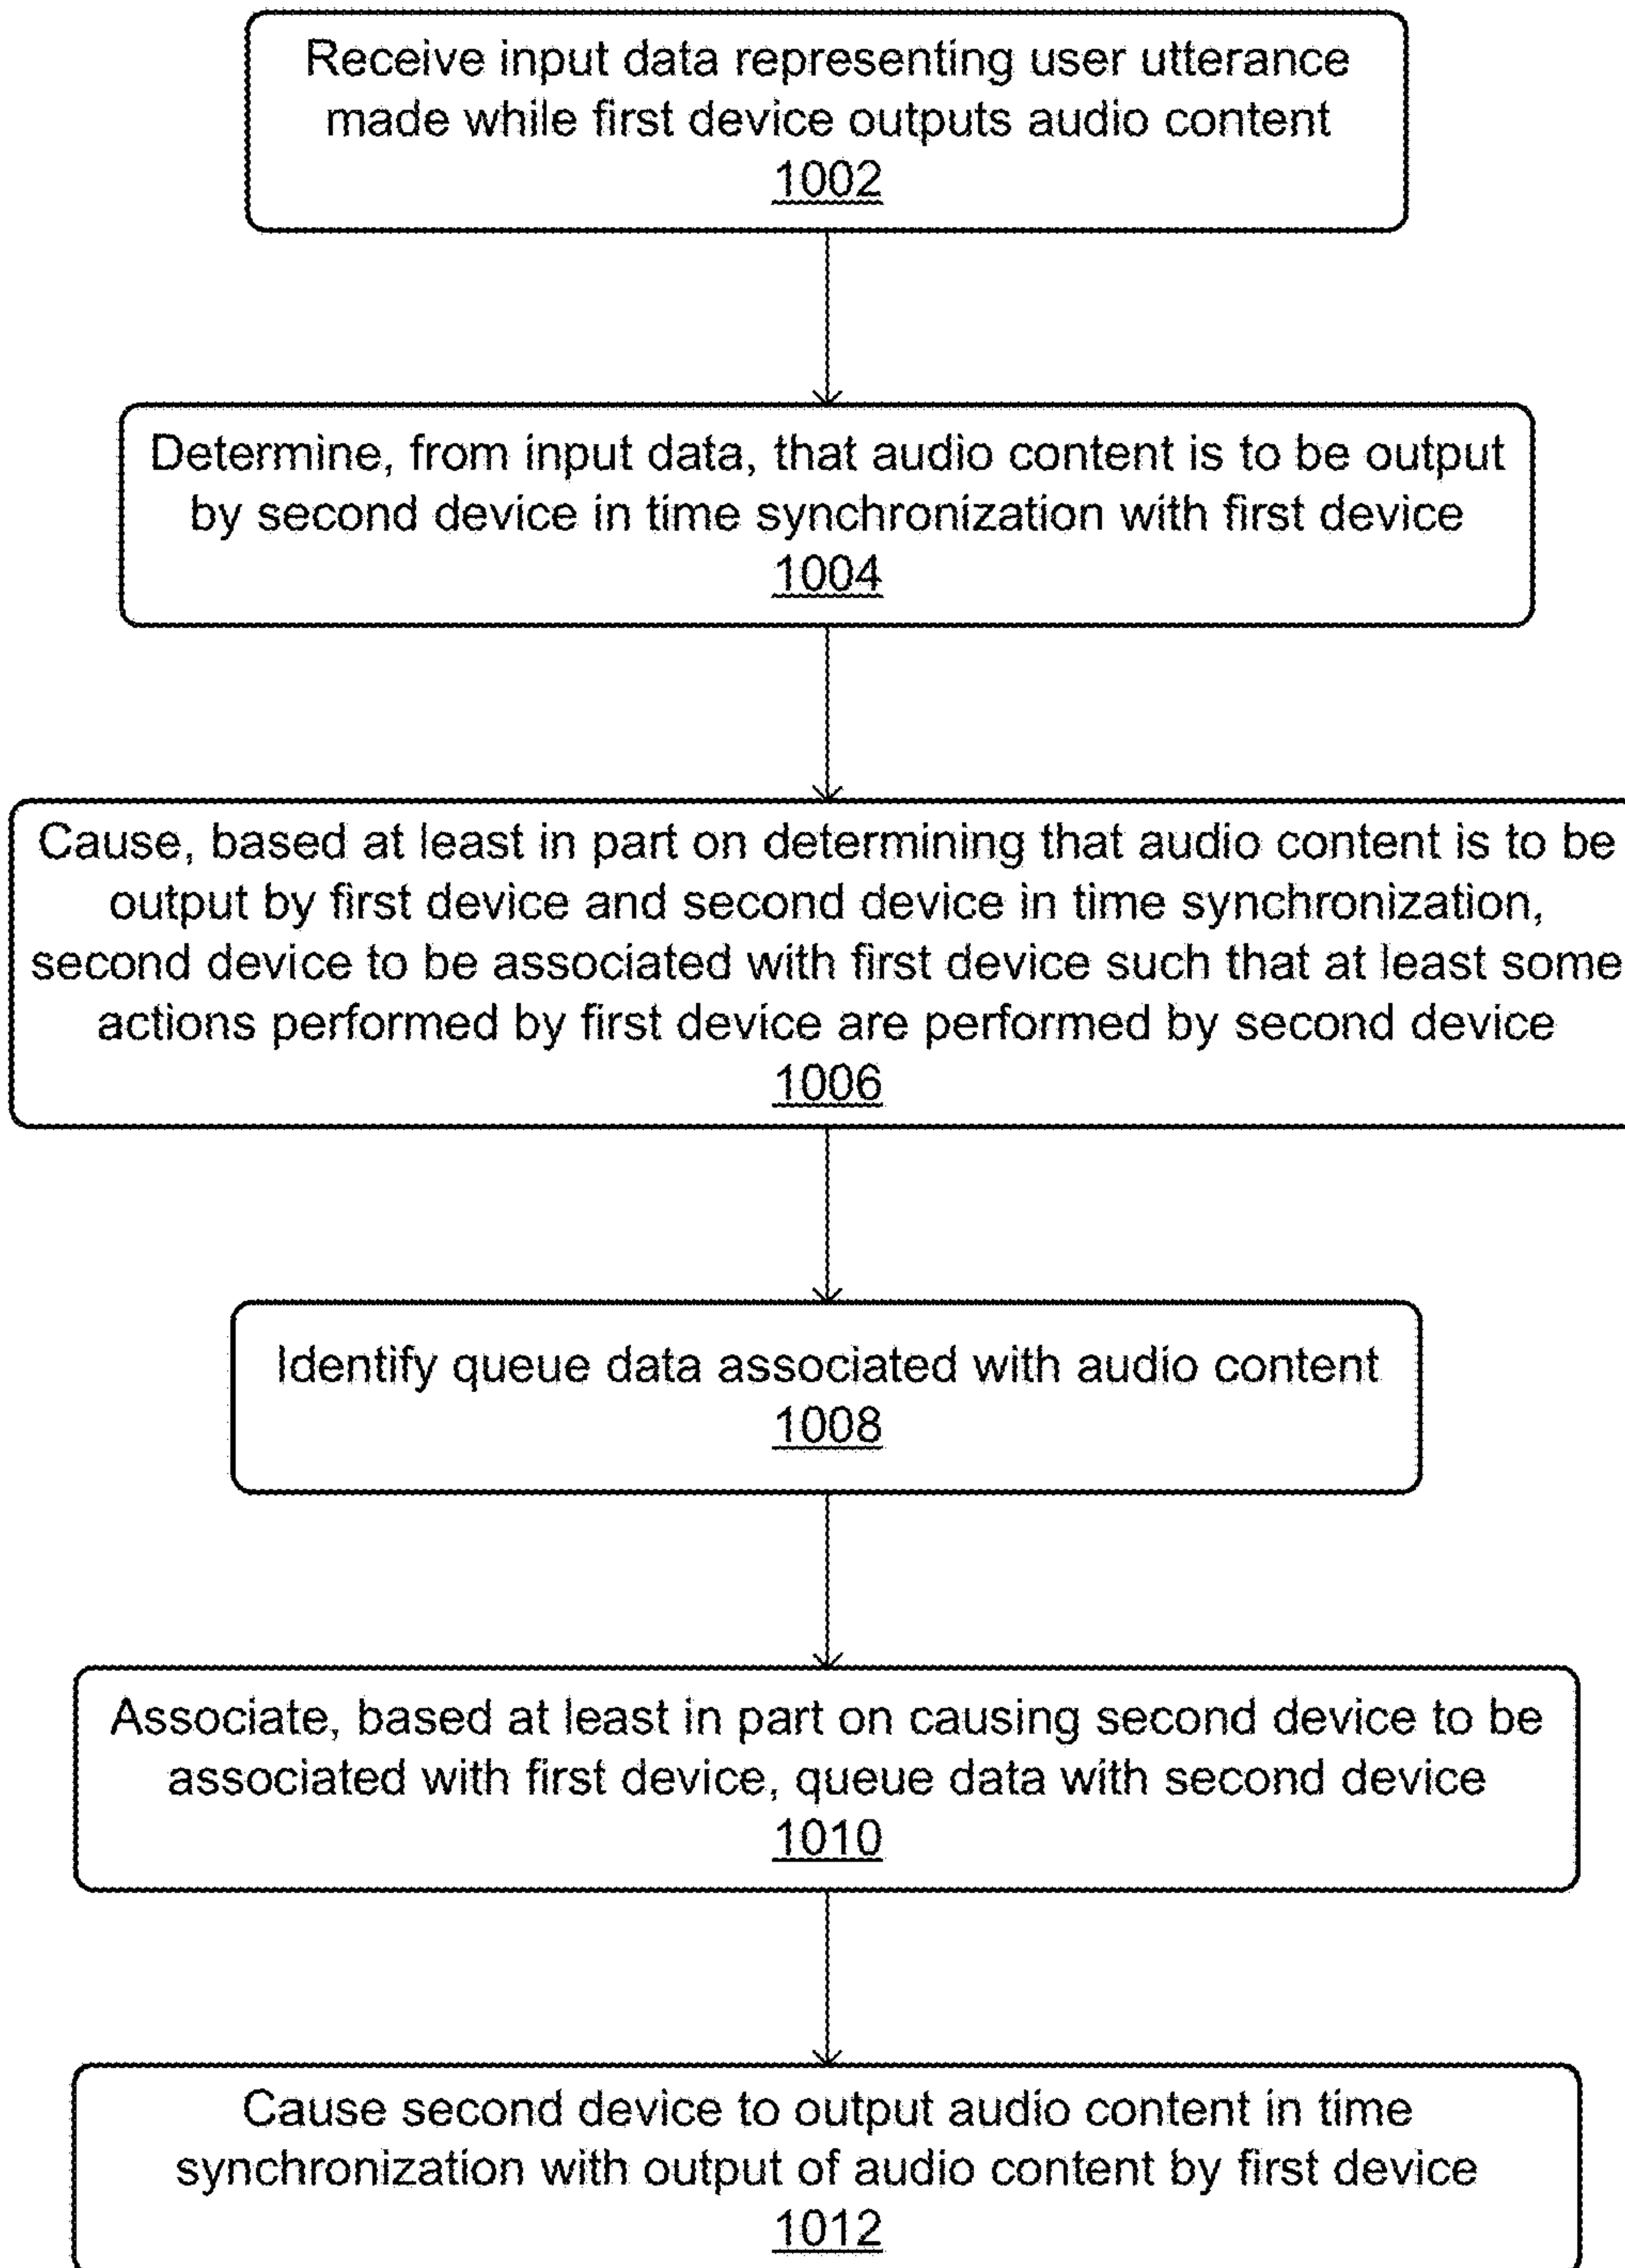 Receive input data representing user utterance
made while first device outputs audio content
1002
Determine, from input data, that audio content is to be output
by second device in time synchronization with first device
1004
Cause, based at least in part on determining that audio content is to be
output by first device and second device in time synchronization,
second device to be associated with first device such that at least some
actions performed by first device are performed by second device
1006
Identify queue data associated with audio content
1008
Associate, based at least in part on causing second device to be
associated with first device, queue data with second device
1010
Cause second device to output audio content in time
synchronization with output of audio content by first device
1012